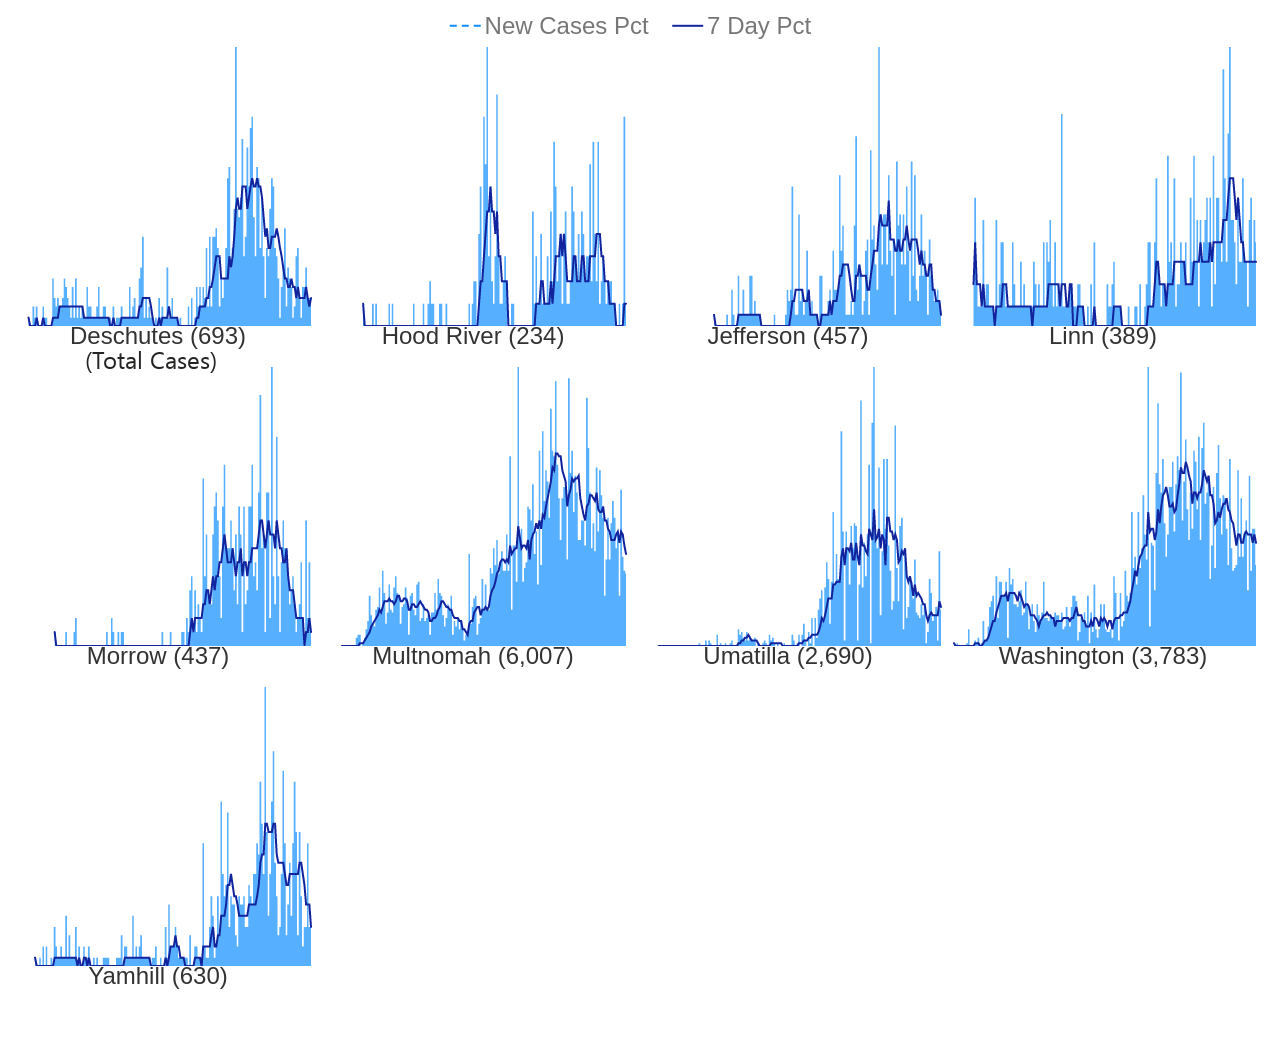 New Cases Pct 7 Day Pct
Deschutes (693) Hood River (234) Jefferson (457) Linn (389)
(Total Cases)
Morrow (437) Multnomah (6,007) Umatilla (2,690) Washington (3,783)
Yamhill (630)